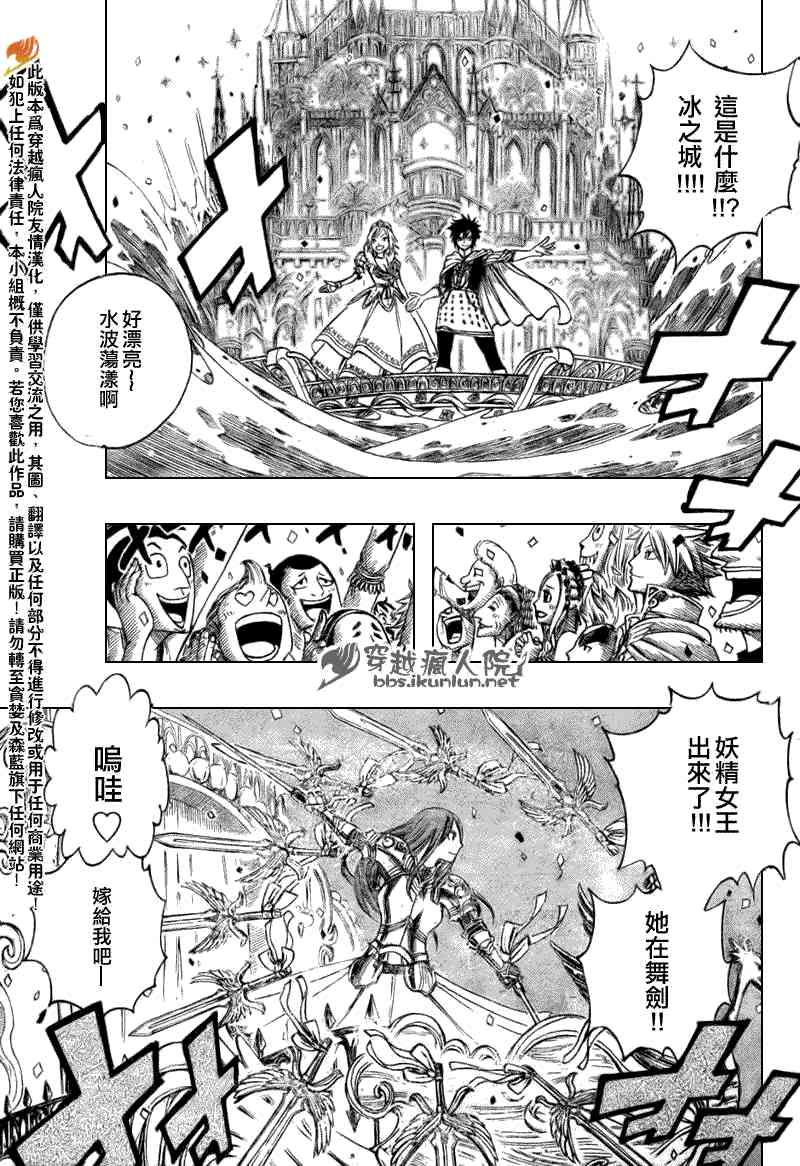 這是什麼!!?
冰之城!!!!
好漂亮～
水波蕩漾啊
妖精女王
出來了!!!
她在舞劍!!
嗚哇
♡
嫁給我吧—
穿越瘋人院
bbs.ikunlun.net
此版本爲穿越瘋人院友情漢化，僅供學習交流之用，其圖、翻譯以及任何部分不得進行修改或用于任何商業用途！
如犯上任何法律責任，本小組概不負責。若您喜歡此作品，請購買正版！請勿轉至貪婪及森藍旗下任何網站！